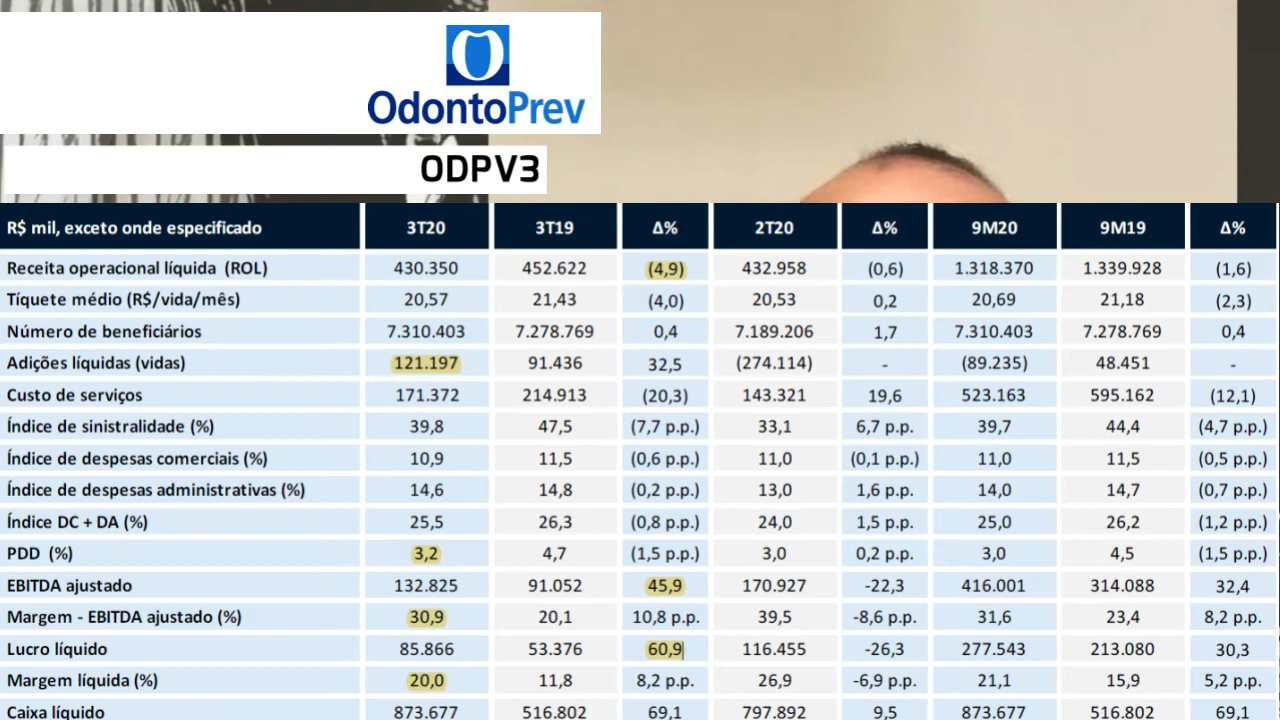 OdontoPrev
ODPV3
R$ mil, exceto onde especificado 3T20 3T19 Δ% 2T20 Δ% 9M20 9M19 Δ%
Receita operacional líquida (ROL) 430.350 452.622 (4,9) 432.958 (0,6) 1.318.370 1.339.928 (1,6)
Tíquete médio (R$/vida/mês) 20,57 21,43 (4,0) 20,53 0,2 20,69 21,18 (2,3)
Número de beneficiários 7.310.403 7.278.769 0,4 7.189.206 1,7 7.310.403 7.278.769 0,4
Adições líquidas (vidas) 121.197 91.436 32,5 (274.114) - (89.235) 48.451 -
Custo de serviços 171.372 214.913 (20,3) 143.321 19,6 523.163 595.162 (12,1)
Índice de sinistralidade (%) 39,8 47,5 (7,7 p.p.) 33,1 6,7 p.p. 39,7 44,4 (4,7 p.p.)
Índice de despesas comerciais (%) 10,9 11,5 (0,6 p.p.) 11,0 (0,1 p.p.) 11,0 11,5 (0,5 p.p.)
Índice de despesas administrativas (%) 14,6 14,8 (0,2 p.p.) 13,0 1,6 p.p. 14,0 14,7 (0,7 p.p.)
Índice DC + DA (%) 25,5 26,3 (0,8 p.p.) 24,0 1,5 p.p. 25,0 26,2 (1,2 p.p.)
PDD (%) 3,2 4,7 (1,5 p.p.) 3,0 0,2 p.p. 3,0 4,5 (1,5 p.p.)
EBITDA ajustado 132.825 91.052 45,9 170.927 -22,3 416.001 314.088 32,4
Margem - EBITDA ajustado (%) 30,9 20,1 10,8 p.p. 39,5 -8,6 p.p. 31,6 23,4 8,2 p.p.
Lucro líquido 85.866 53.376 60,9 116.455 -26,3 277.543 213.080 30,3
Margem líquida (%) 20,0 11,8 8,2 p.p. 26,9 -6,9 p.p. 21,1 15,9 5,2 p.p.
Caixa líquido 873.677 516.802 69,1 797.892 9,5 873.677 516.802 69,1